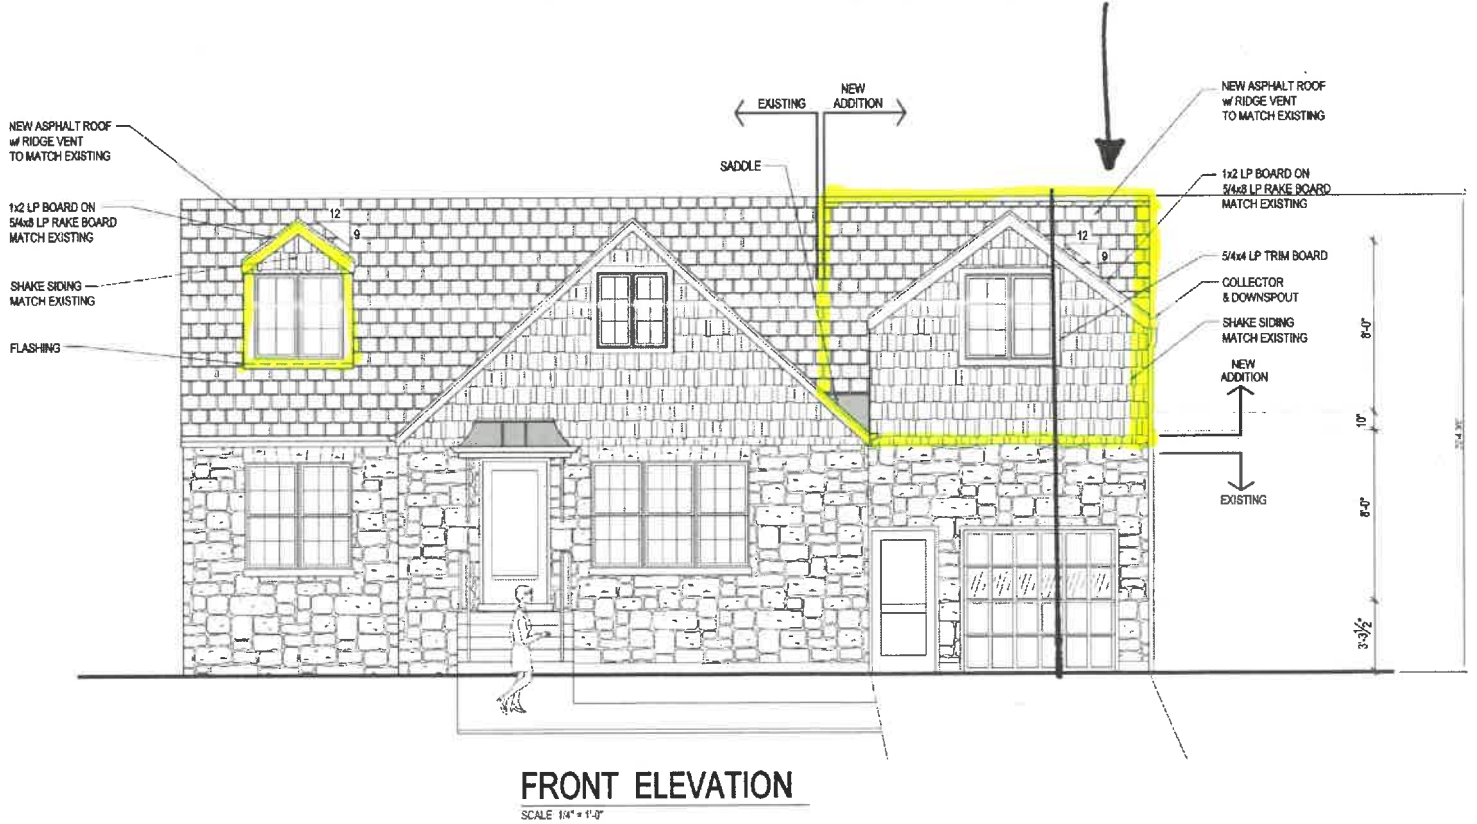 NEW ASPHALT ROOF
w/ RIDGE VENT
TO MATCH EXISTING
1x2 LP BOARD ON
5/4x8 LP RAKE BOARD
MATCH EXISTING
SHAKE SIDING
MATCH EXISTING
FLASHING
12
9
EXISTING
NEW
ADDITION
SADDLE
NEW ASPHALT ROOF
w/ RIDGE VENT
TO MATCH EXISTING
1x2 LP BOARD ON
5/4x8 LP RAKE BOARD
MATCH EXISTING
12
9
5/4x4 LP TRIM BOARD
COLLECTOR
& DOWNSPOUT
SHAKE SIDING
MATCH EXISTING
NEW
ADDITION
EXISTING
8'-0"
10"
8'-0"
3'-3½"
FRONT ELEVATION
SCALE 1/4" = 1'-0"